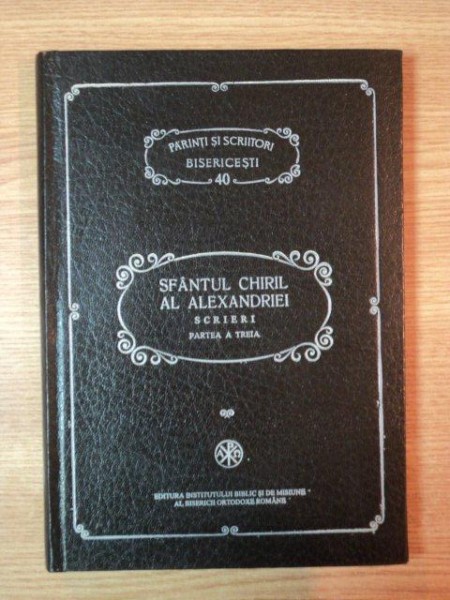 PĂRINȚI ȘI SCRIITORI
BISERICEȘTI
40
SFÂNTUL CHIRIL
AL ALEXANDRIEI
SCRIERI
PARTEA A TREIA
EDITURA INSTITUTULUI BIBLIC ȘI DE MISIUNE
AL BISERICII ORTODOXE ROMÂNE